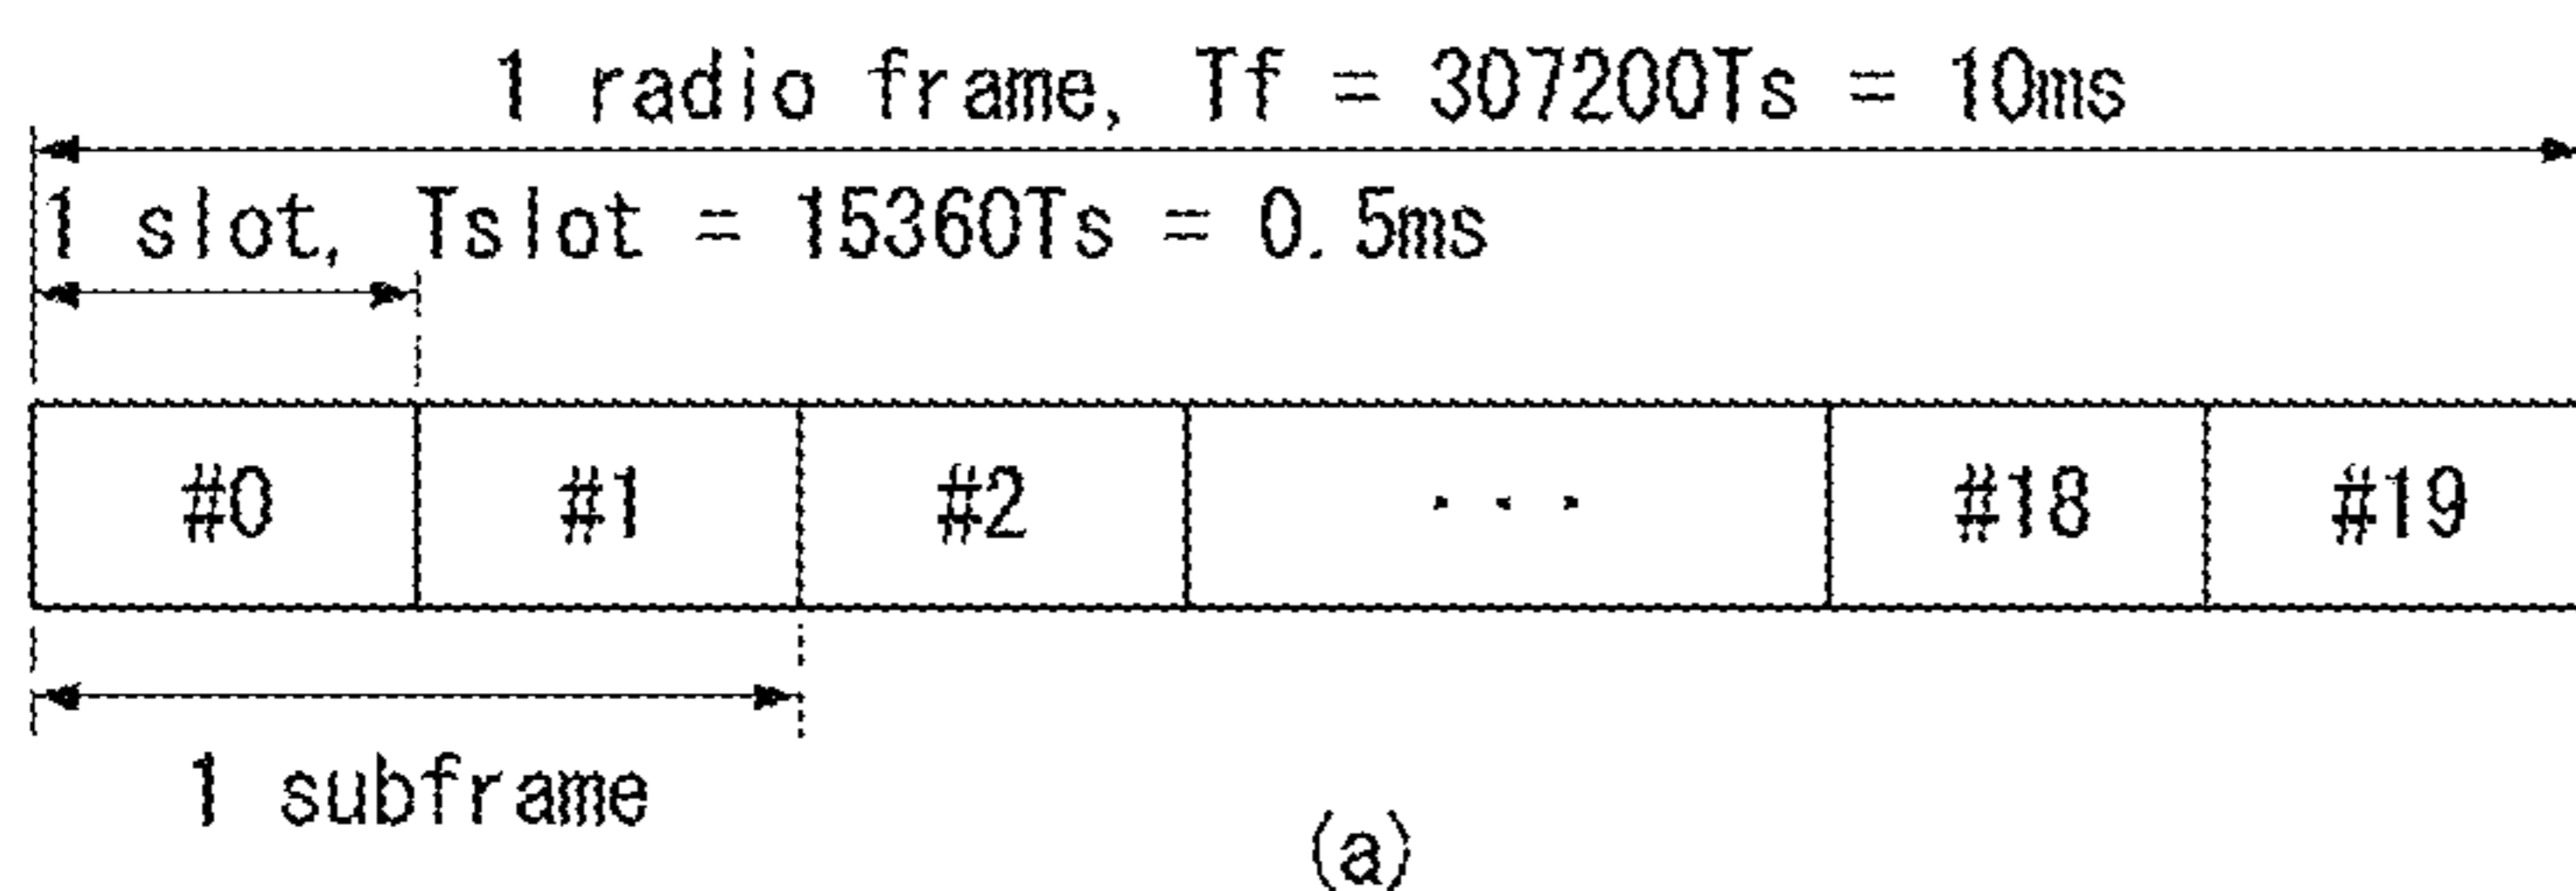 1 radio frame, Tf = 307200Ts = 10ms
1 slot, Tslot = 15360Ts = 0.5ms
#0 #1 #2 ... #18 #19
1 subframe
(a)